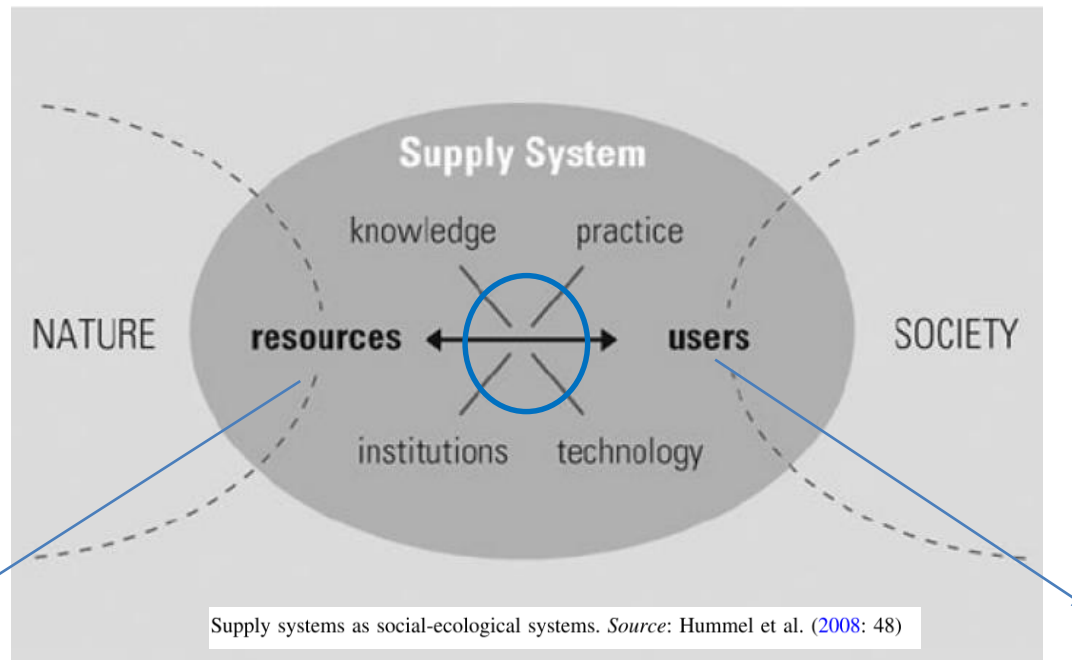 Supply System
knowledge practice
NATURE resources users SOCIETY
institutions technology
Supply systems as social-ecological systems. Source: Hummel et al. (2008: 48)